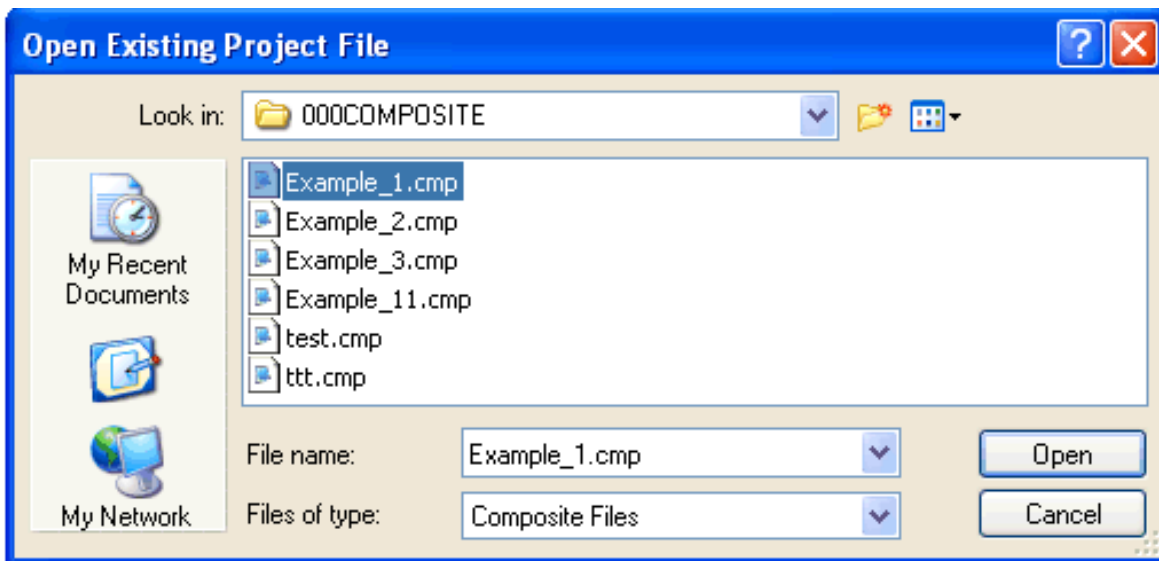 Open Existing Project File
Look in: 000COMPOSITE
Example_1.cmp
Example_2.cmp
Example_3.cmp
Example_11.cmp
test.cmp
ttt.cmp
My Recent
Documents
My Network
File name: Example_1.cmp Open
Files of type: Composite Files Cancel